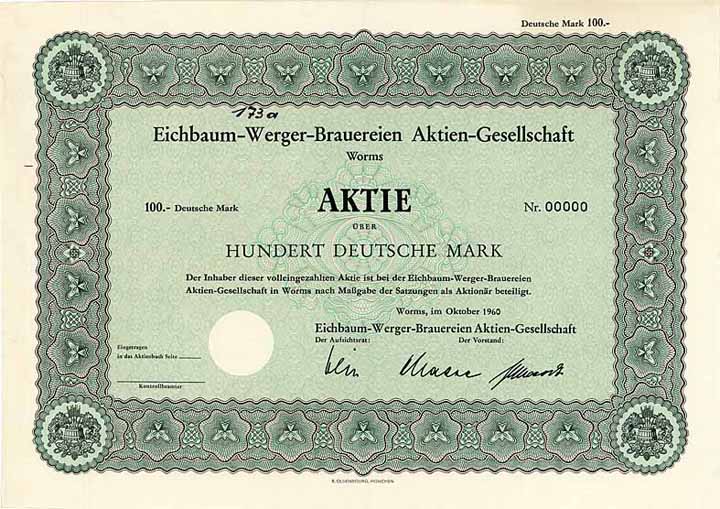 Deutsche Mark 100.-
173a
Eichbaum-Werger-Brauereien Aktien-Gesellschaft
Worms
100.- Deutsche Mark
AKTIE
Nr. 00000
ÜBER
HUNDERT DEUTSCHE MARK
Der Inhaber dieser volleingezahlten Aktie ist bei der Eichbaum-Werger-Brauereien
Aktien-Gesellschaft in Worms nach Maßgabe der Satzungen als Aktionär beteiligt.
Worms, im Oktober 1960
Eichbaum-Werger-Brauereien Aktien-Gesellschaft
Der Aufsichtsrat:
Der Vorstand:
Eingetragen
in das Aktienbuch Seite
Kontrollbeamter
R. OLDENBOURG, MÜNCHEN